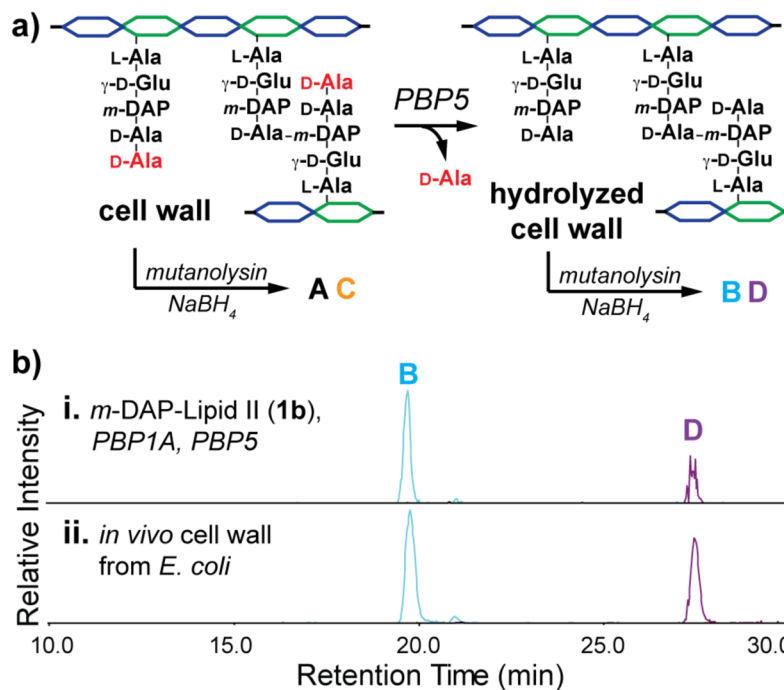 a)
L-Ala
γ-D-Glu
m-DAP
D-Ala
D-Ala
L-Ala
γ-D-Glu
m-DAP
D-Ala
D-Ala
D-Ala
m-DAP
γ-D-Glu
L-Ala
cell wall
PBP5
D-Ala
L-Ala
γ-D-Glu
m-DAP
D-Ala
L-Ala
γ-D-Glu
m-DAP
D-Ala
D-Ala
m-DAP
γ-D-Glu
L-Ala
hydrolyzed
cell wall
mutanolysin
NaBH4
A C
mutanolysin
NaBH4
B D
b)
Relative Intensity
B
D
i. m-DAP-Lipid II (1b),
PBP1A, PBP5
ii. in vivo cell wall
from E. coli
10.0 15.0 20.0 25.0 30.0
Retention Time (min)